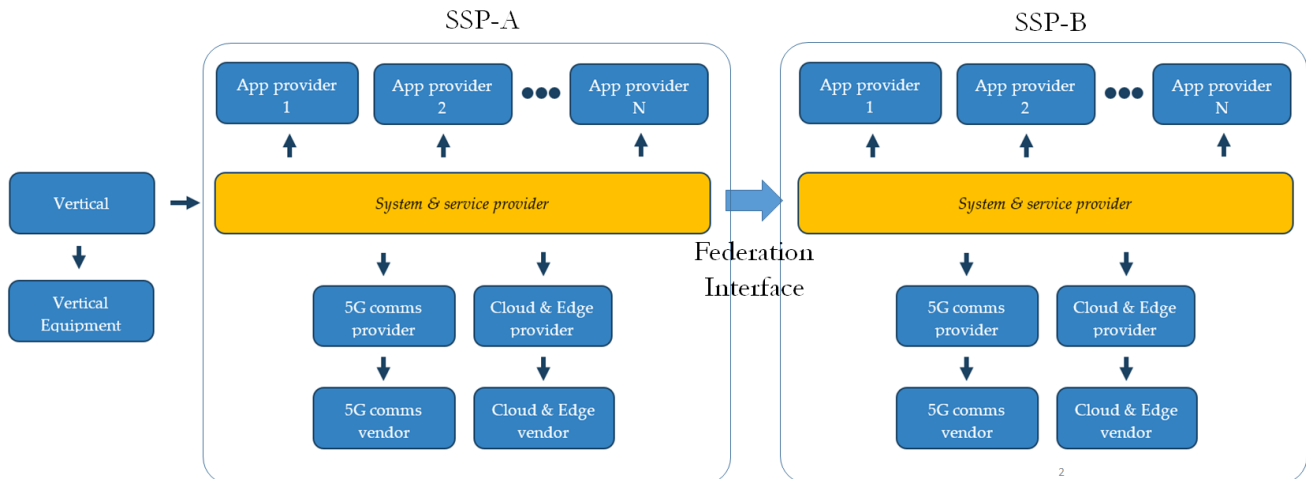 SSP-A
SSP-B
App provider
1
App provider
2
App provider
N
App provider
1
App provider
2
App provider
N
Vertical
System & service provider
System & service provider
Federation
Interface
Vertical
Equipment
5G comms
provider
Cloud & Edge
provider
5G comms
provider
Cloud & Edge
provider
5G comms
vendor
Cloud & Edge
vendor
5G comms
vendor
Cloud & Edge
vendor
2